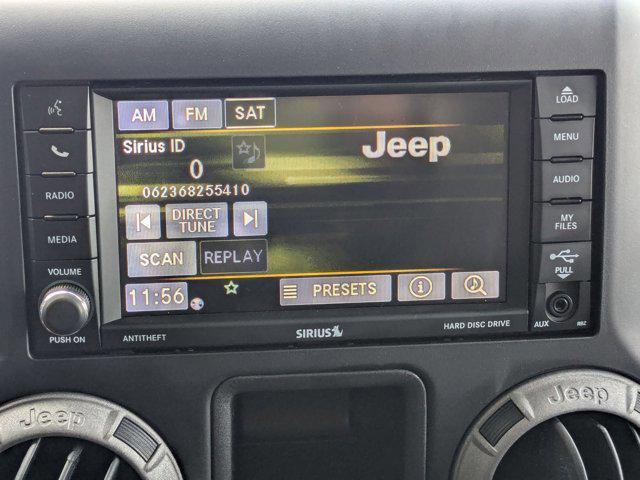 AM FM SAT
Sirius ID
0
Jeep
062368255410
DIRECT
TUNE
SCAN REPLAY
11:56 PRESETS
RADIO
MEDIA
VOLUME
PUSH ON
ANTITHEFT
SIRIUS
HARD DISC DRIVE
LOAD
MENU
AUDIO
MY
FILES
PULL
AUX RBZ
Jeep
Jeep